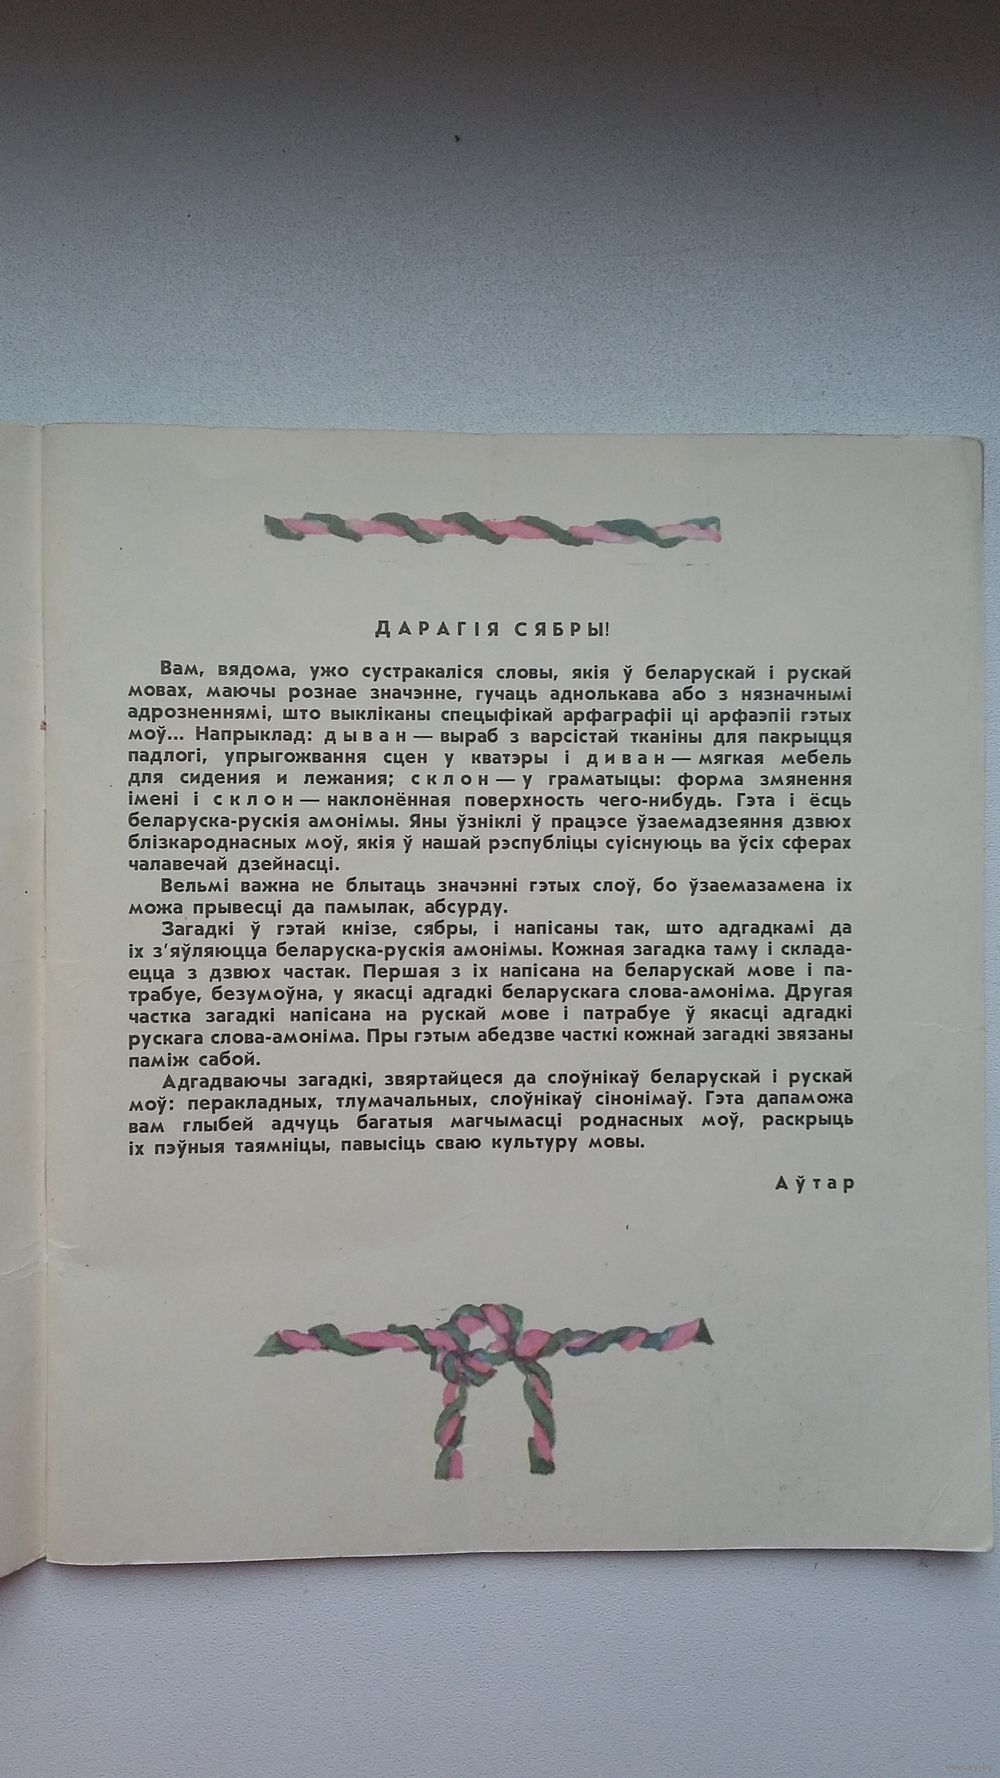 ДАРАГІЯ СЯБРЫ!
Вам, вядома, ужо сустракаліся словы, якія ў беларускай і рускай
мовах, маючы рознае значэнне, гучаць аднолькава або з нязначнымі
адрозненнямі, што выкліканы спецыфікай арфаграфіі ці арфаэпіі гэтых
моў... Напрыклад: дыван — выраб з варсістай тканіны для пакрыцця
падлогі, упрыгожвання сцен у кватэры і диван — мягкая мебель
для сидения и лежания; склон — у граматыцы: форма змянення
імені і склон — наклонённая поверхность чего-нибудь. Гэта і ёсць
беларуска-рускія амонімы. Яны ўзніклі ў працэсе ўзаемадзеяння дзвюх
блізкароднасных моў, якія ў нашай рэспубліцы суіснуюць ва ўсіх сферах
чалавечай дзейнасці.
Вельмі важна не блытаць значэнні гэтых слоў, бо ўзаемазамена іх
можа прывесці да памылак, абсурду.
Загадкі ў гэтай кнізе, сябры, і напісаны так, што адгадкамі да
іх з'яўляюцца беларуска-рускія амонімы. Кожная загадка таму і склада-
ецца з дзвюх частак. Першая з іх напісана на беларускай мове і па-
трабуе, безумоўна, у якасці адгадкі беларускага слова-амоніма. Другая
частка загадкі напісана на рускай мове і патрабуе ў якасці адгадкі
рускага слова-амоніма. Пры гэтым абедзве часткі кожнай загадкі звязаны
паміж сабой.
Адгадваючы загадкі, звяртайцеся да слоўнікаў беларускай і рускай
моў: перакладных, тлумачальных, слоўнікаў сінонімаў. Гэта дапаможа
вам глыбей адчуць багатыя магчымасці роднасных моў, раскрыць
іх пэўныя таямніцы, павысіць сваю культуру мовы.
Аўтар
www.ay.by